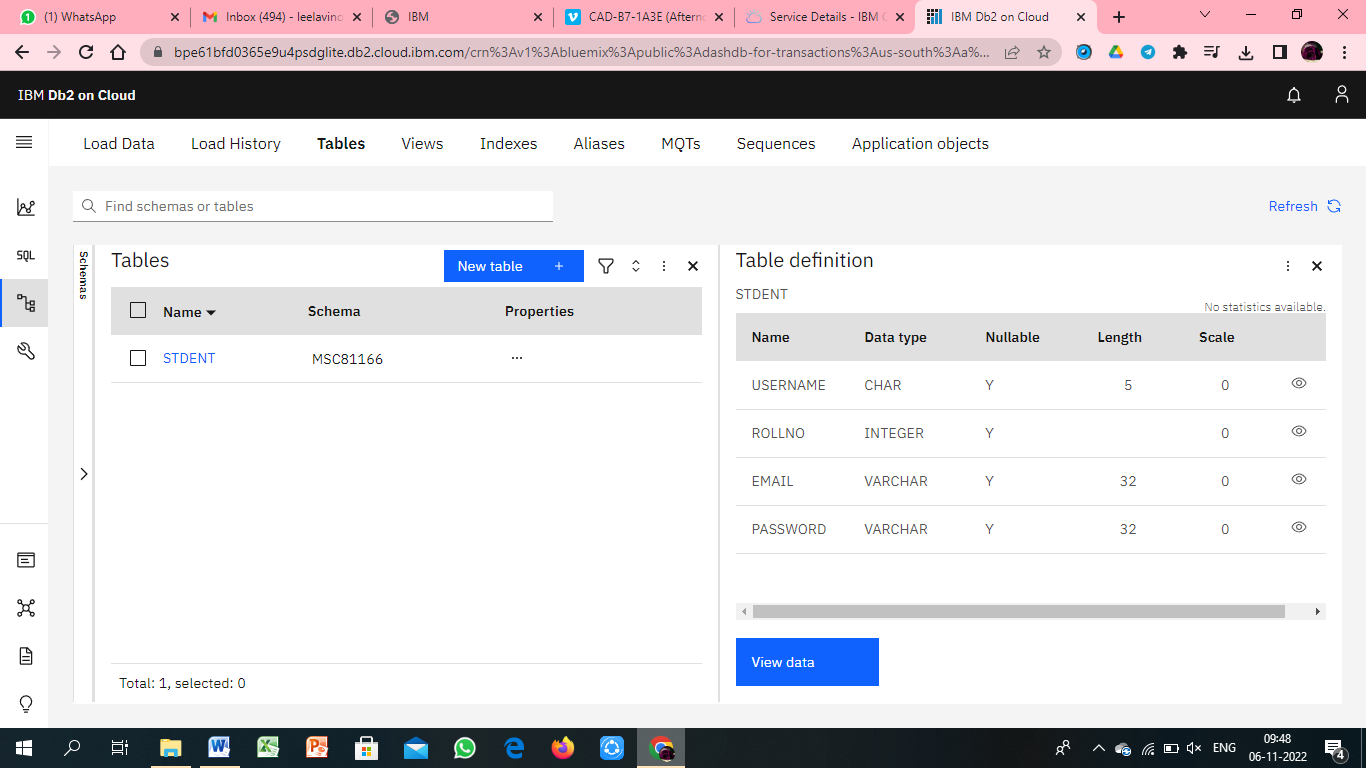 (1) WhatsApp
Inbox (494) - leelavino
IBM
CAD-B7-1A3E (Aftern
Service Details - IBM C
IBM Db2 on Cloud
bpe61bfd0365e9u4psdglite.db2.cloud.ibm.com/crn%3Av1%3Abluemix%3Apublic%3Adashdb-for-transactions%3Aus-south%3Aa%...
IBM Db2 on Cloud
Load Data
Load History
Tables
Views
Indexes
Aliases
MQTs
Sequences
Application objects
Find schemas or tables
Refresh
SQL
Schemas
Tables
New table +
Name Schema Properties
STDENT MSC81166 ...
Total: 1, selected: 0
Table definition
STDENT
No statistics available.
Name Data type Nullable Length Scale
USERNAME CHAR Y 5 0
ROLLNO INTEGER Y 0
EMAIL VARCHAR Y 32 0
PASSWORD VARCHAR Y 32 0
View data
ENG
09:48
06-11-2022
4